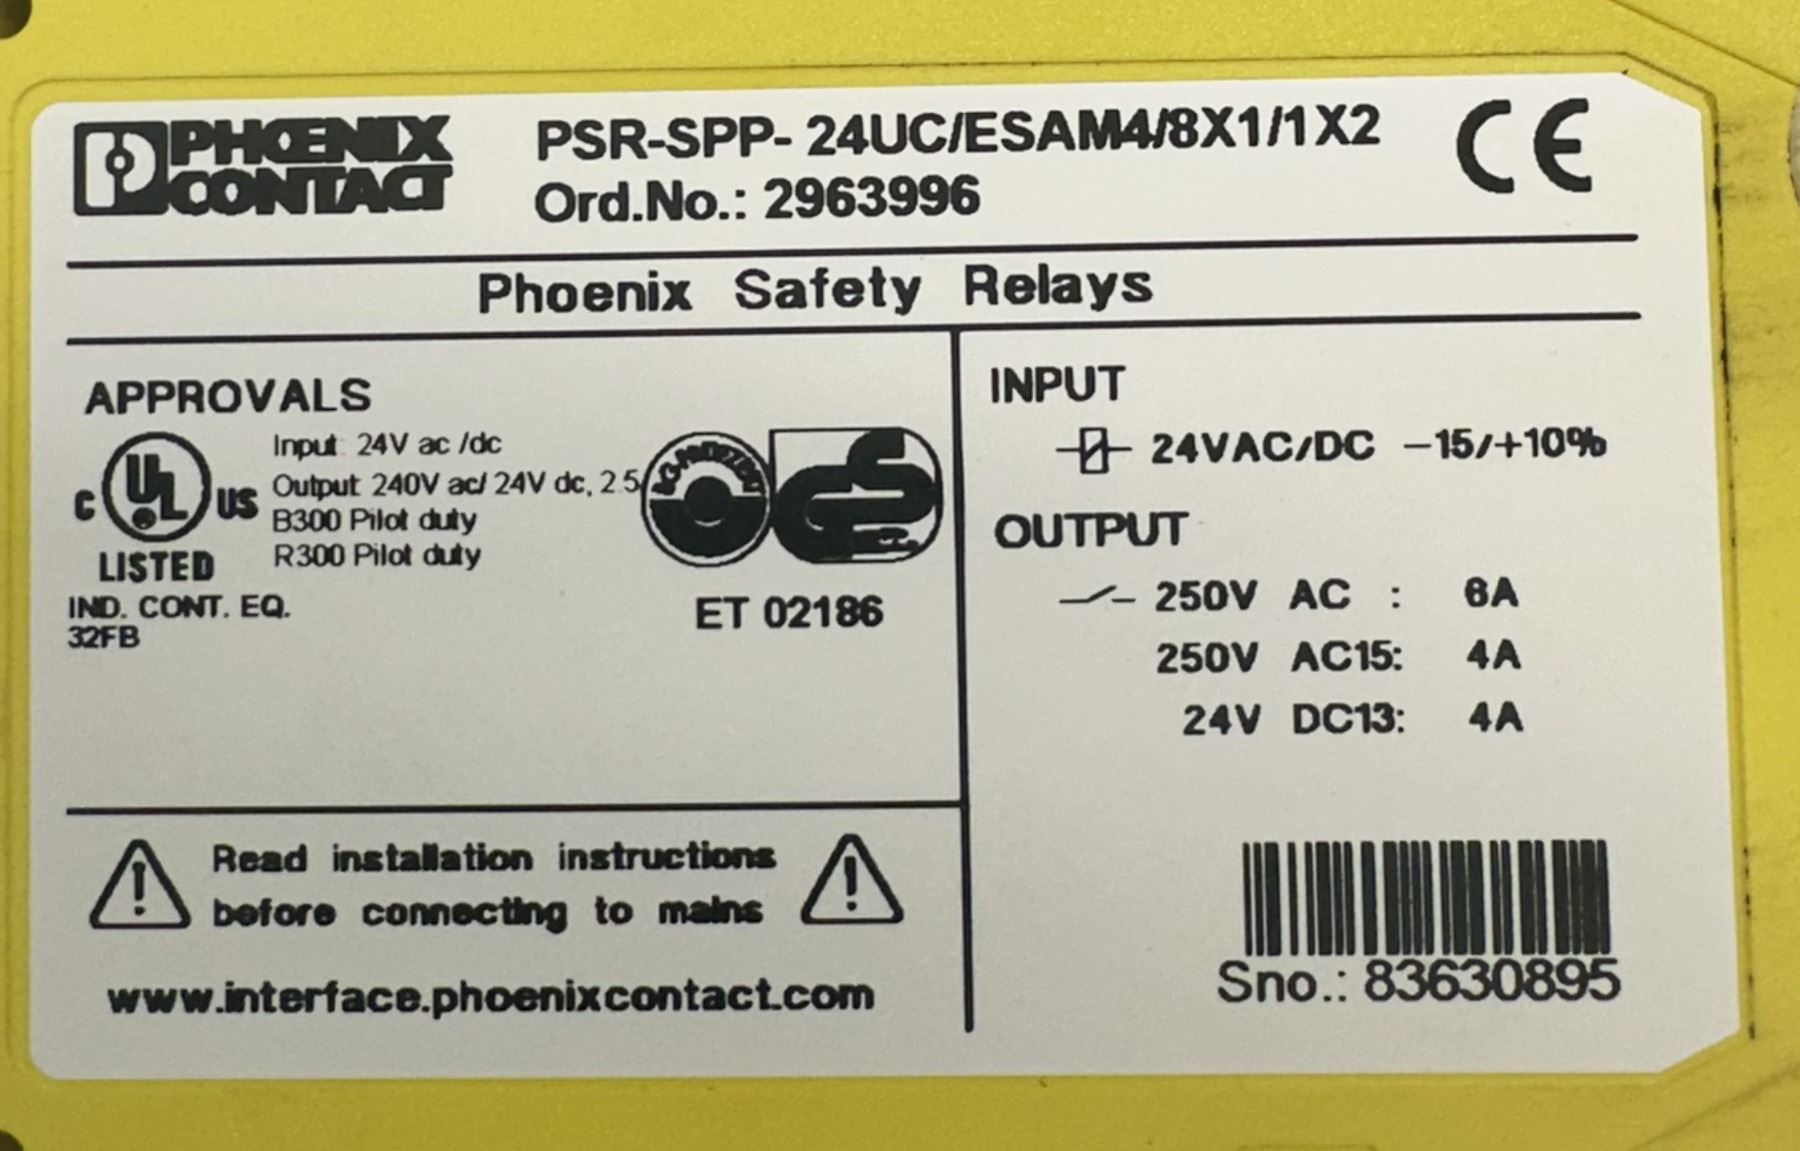 PHOENIX
CONTACT
PSR-SPP- 24UC/ESAM4/8X1/1X2
Ord.No.: 2963996
CE
Phoenix Safety Relays
APPROVALS
C UL US
LISTED
Input: 24V ac /dc
Output: 240V ac/ 24V dc, 2.5
B300 Pilot duty
R300 Pilot duty
IND. CONT. EQ.
32FB
GS
ET 02186
INPUT
24VAC/DC -15/+10%
OUTPUT
250V AC : 6A
250V AC15: 4A
24V DC13: 4A
Read installation instructions
before connecting to mains
www.interface.phoenixcontact.com
Sno.: 83630895